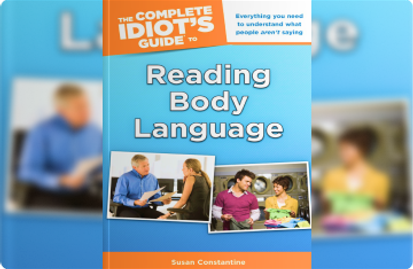 THE COMPLETE
IDIOT'S
GUIDE TO
Everything you need
to understand what
people aren't saying
Reading
Body
Language
Susan Constantine